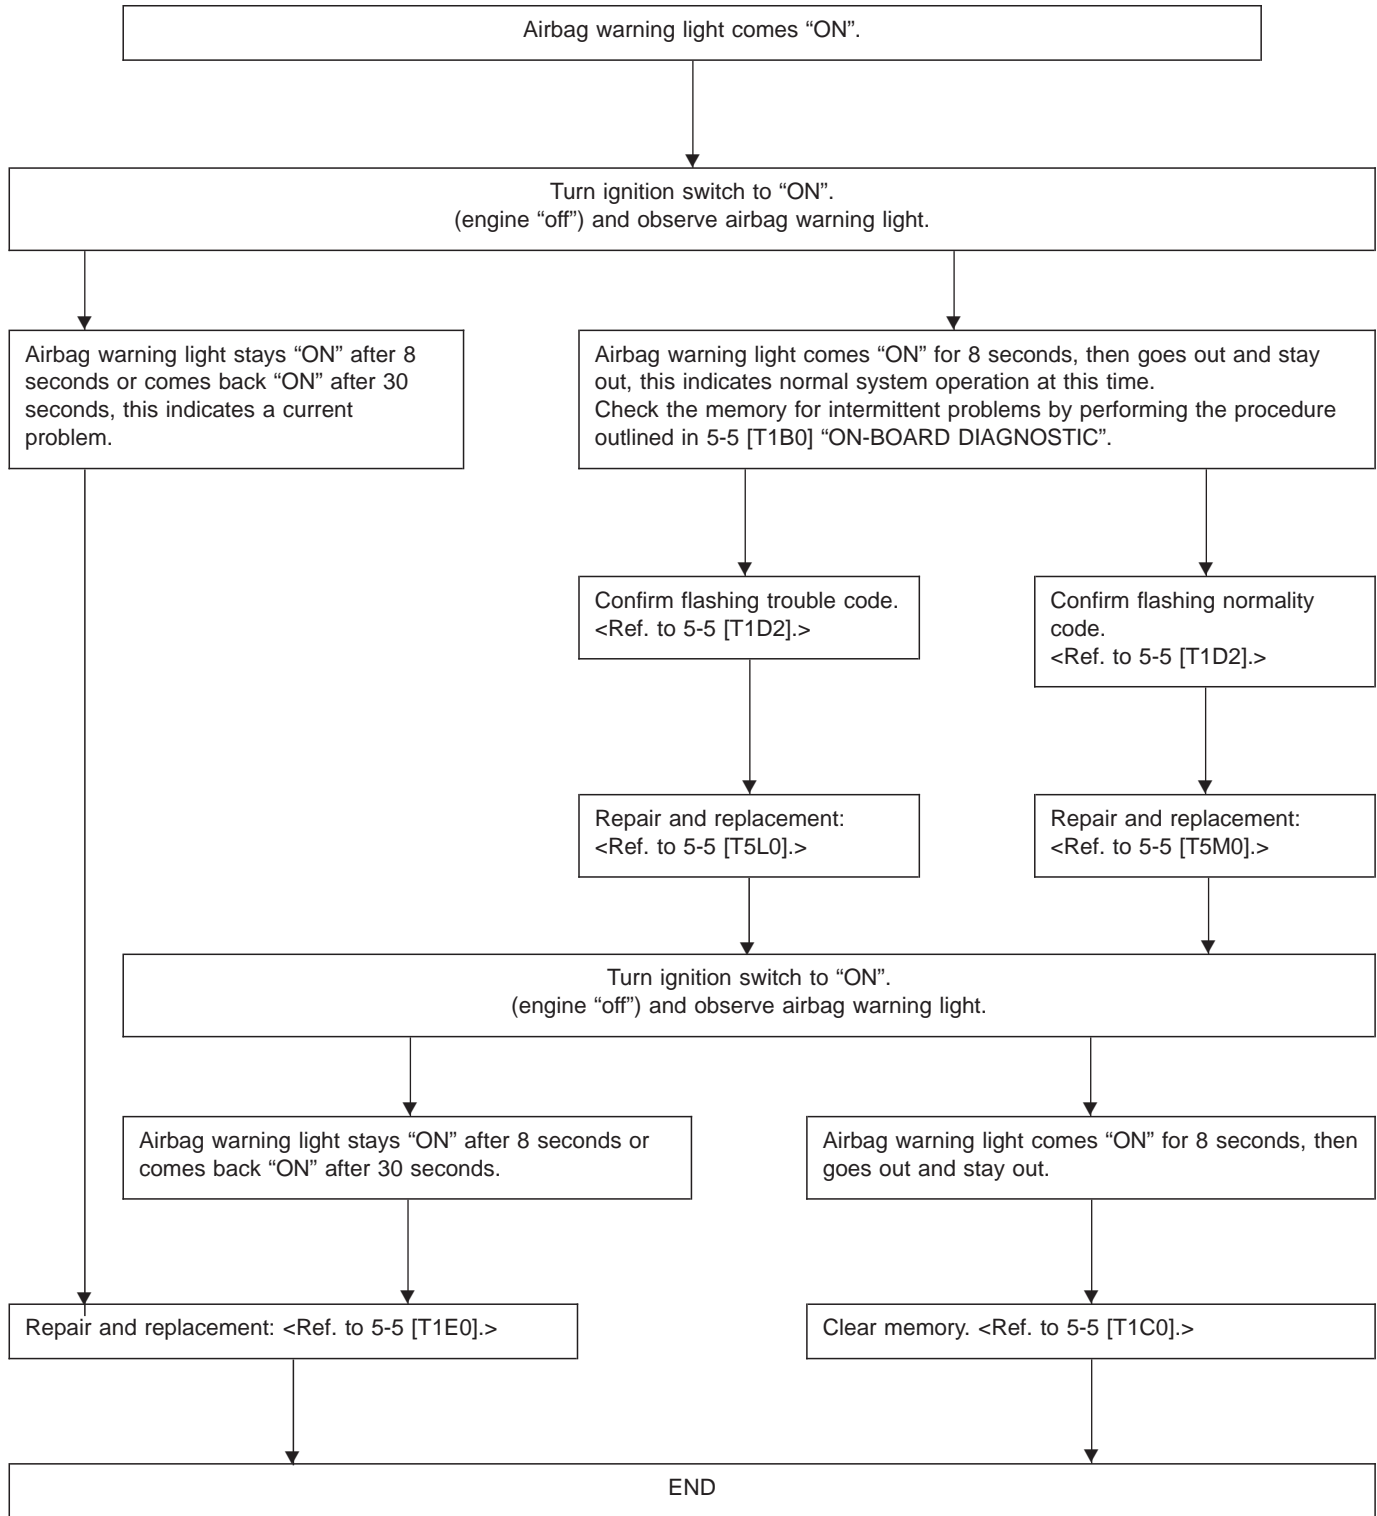 Airbag warning light comes “ON”.
Turn ignition switch to “ON”.
(engine “off”) and observe airbag warning light.
Airbag warning light stays “ON” after 8
seconds or comes back “ON” after 30
seconds, this indicates a current
problem.
Airbag warning light comes “ON” for 8 seconds, then goes out and stay
out, this indicates normal system operation at this time.
Check the memory for intermittent problems by performing the procedure
outlined in 5-5 [T1B0] “ON-BOARD DIAGNOSTIC”.
Confirm flashing trouble code.
<Ref. to 5-5 [T1D2].>
Confirm flashing normality
code.
<Ref. to 5-5 [T1D2].>
Repair and replacement:
<Ref. to 5-5 [T5L0].>
Repair and replacement:
<Ref. to 5-5 [T5M0].>
Turn ignition switch to “ON”.
(engine “off”) and observe airbag warning light.
Airbag warning light stays “ON” after 8 seconds or
comes back “ON” after 30 seconds.
Airbag warning light comes “ON” for 8 seconds, then
goes out and stay out.
Repair and replacement: <Ref. to 5-5 [T1E0].>
Clear memory. <Ref. to 5-5 [T1C0].>
END